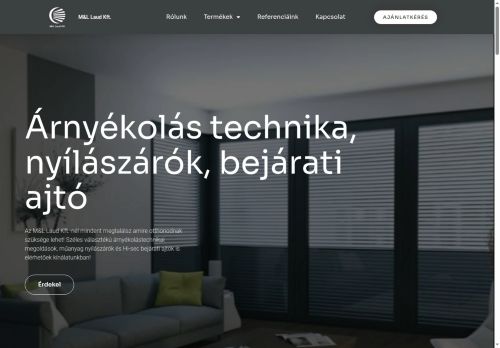 M&L Laud Kft.
Rólunk
Termékek
Referenciáink
Kapcsolat
AJÁNLATKÉRÉS
Árnyékolás technika,
nyílászárók, bejárati
ajtó
Az M&L Laud Kft.-nél mindent megtalálsz amire otthonodnak
szüksége lehet! Széles választékú árnyékolástechnikai
megoldások, műanyag nyílászárók és Hi-sec bejárati ajtók is
elérhetőek kínálatunkban!
Érdekel